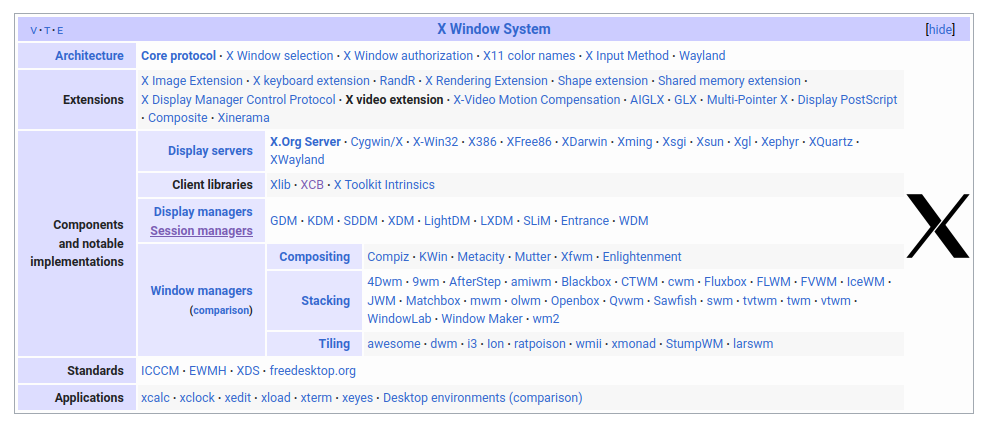 V · T · E X Window System [hide]
Architecture Core protocol · X Window selection · X Window authorization · X11 color names · X Input Method · Wayland
X Image Extension · X keyboard extension · RandR · X Rendering Extension · Shape extension · Shared memory extension ·
Extensions X Display Manager Control Protocol · X video extension · X-Video Motion Compensation · AIGLX · GLX · Multi-Pointer X · Display PostScript
· Composite · Xinerama
Components
and notable
implementations
Display servers X.Org Server · Cygwin/X · X-Win32 · X386 · XFree86 · XDarwin · Xming · Xsgi · Xsun · Xgl · Xephyr · XQuartz ·
XWayland
Client libraries Xlib · XCB · X Toolkit Intrinsics
Display managers
Session managers
GDM · KDM · SDDM · XDM · LightDM · LXDM · SLiM · Entrance · WDM
Window managers
(comparison)
Compositing Compiz · KWin · Metacity · Mutter · Xfwm · Enlightenment
Stacking
4Dwm · 9wm · AfterStep · amiwm · Blackbox · CTWM · cwm · Fluxbox · FLWM · FVWM · IceWM ·
JWM · Matchbox · mwm · olwm · Openbox · Qvwm · Sawfish · swm · tvtwm · twm · vtwm ·
WindowLab · Window Maker · wm2
Tiling awesome · dwm · i3 · Ion · ratpoison · wmii · xmonad · StumpWM · larswm
Standards ICCCM · EWMH · XDS · freedesktop.org
Applications xcalc · xclock · xedit · xload · xterm · xeyes · Desktop environments (comparison)
X